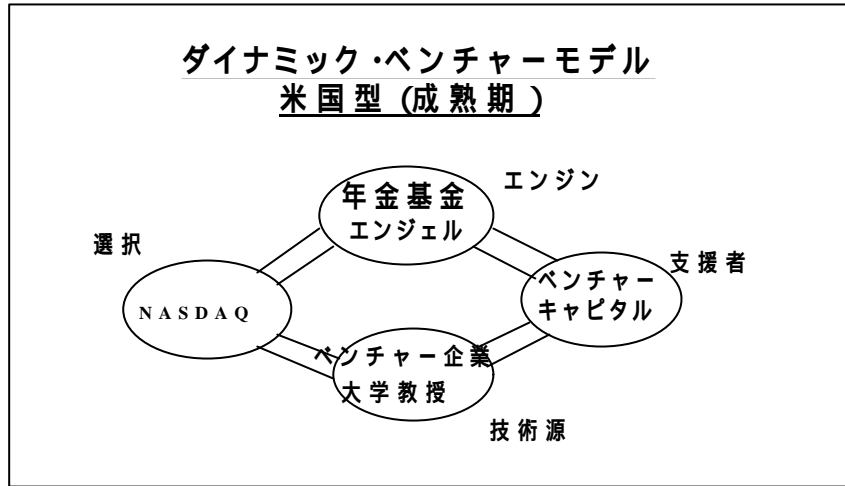 ダイナミック・ベンチャーモデル
米国型(成熟期)
エンジン
年金基金
エンジェル
選択
支援者
ベンチャー
キャピタル
NASDAQ
ベンチャー企業
大学教授
技術源